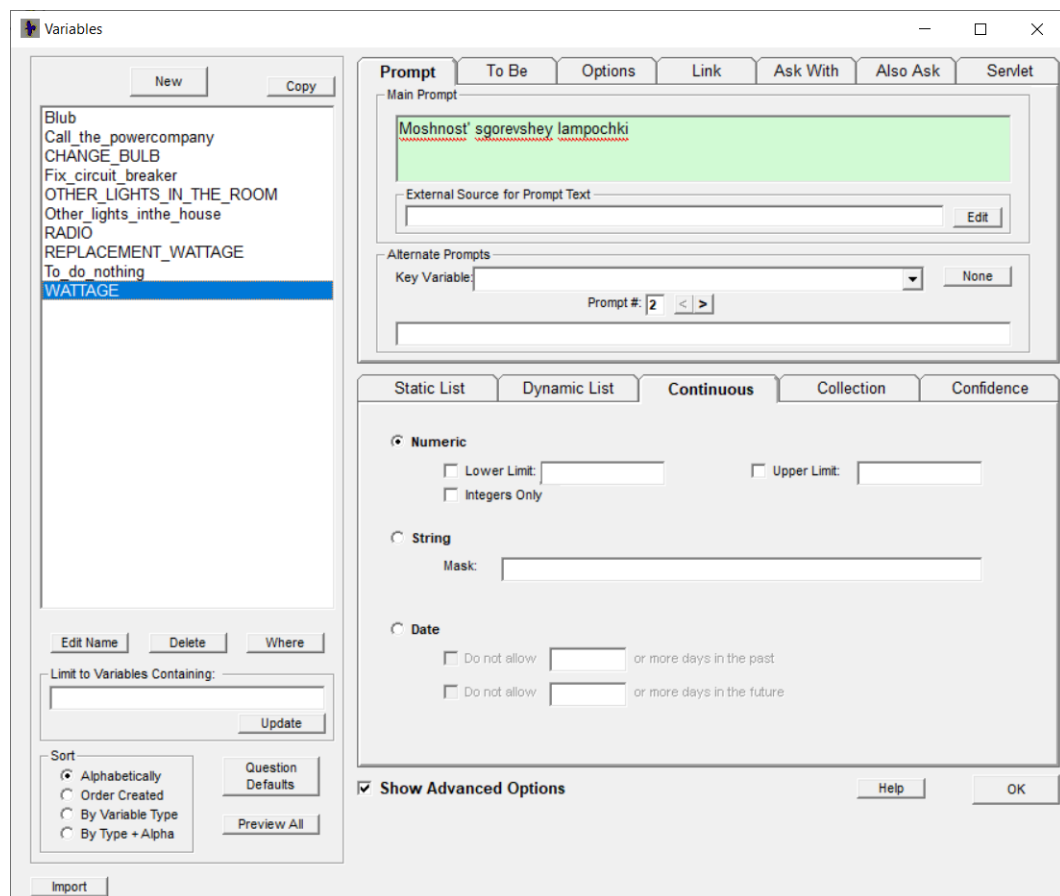 Variables
New
Copy
Blub
Call_the_powercompany
CHANGE_BULB
Fix_circuit_breaker
OTHER_LIGHTS_IN_THE_ROOM
Other_lights_inthe_house
RADIO
REPLACEMENT_WATTAGE
To_do_nothing
WATTAGE
Edit Name Delete Where
Limit to Variables Containing:
Update
Sort
Alphabetically
Order Created
By Variable Type
By Type + Alpha
Question
Defaults
Preview All
Import
Prompt To Be Options Link Ask With Also Ask Servlet
Main Prompt
Moshnost' sgorevshey lampochki
External Source for Prompt Text
Edit
Alternate Prompts
Key Variable: None
Prompt #: 2 < >
Static List Dynamic List Continuous Collection Confidence
Numeric
Lower Limit: Upper Limit:
Integers Only
String
Mask:
Date
Do not allow or more days in the past
Do not allow or more days in the future
Show Advanced Options Help OK